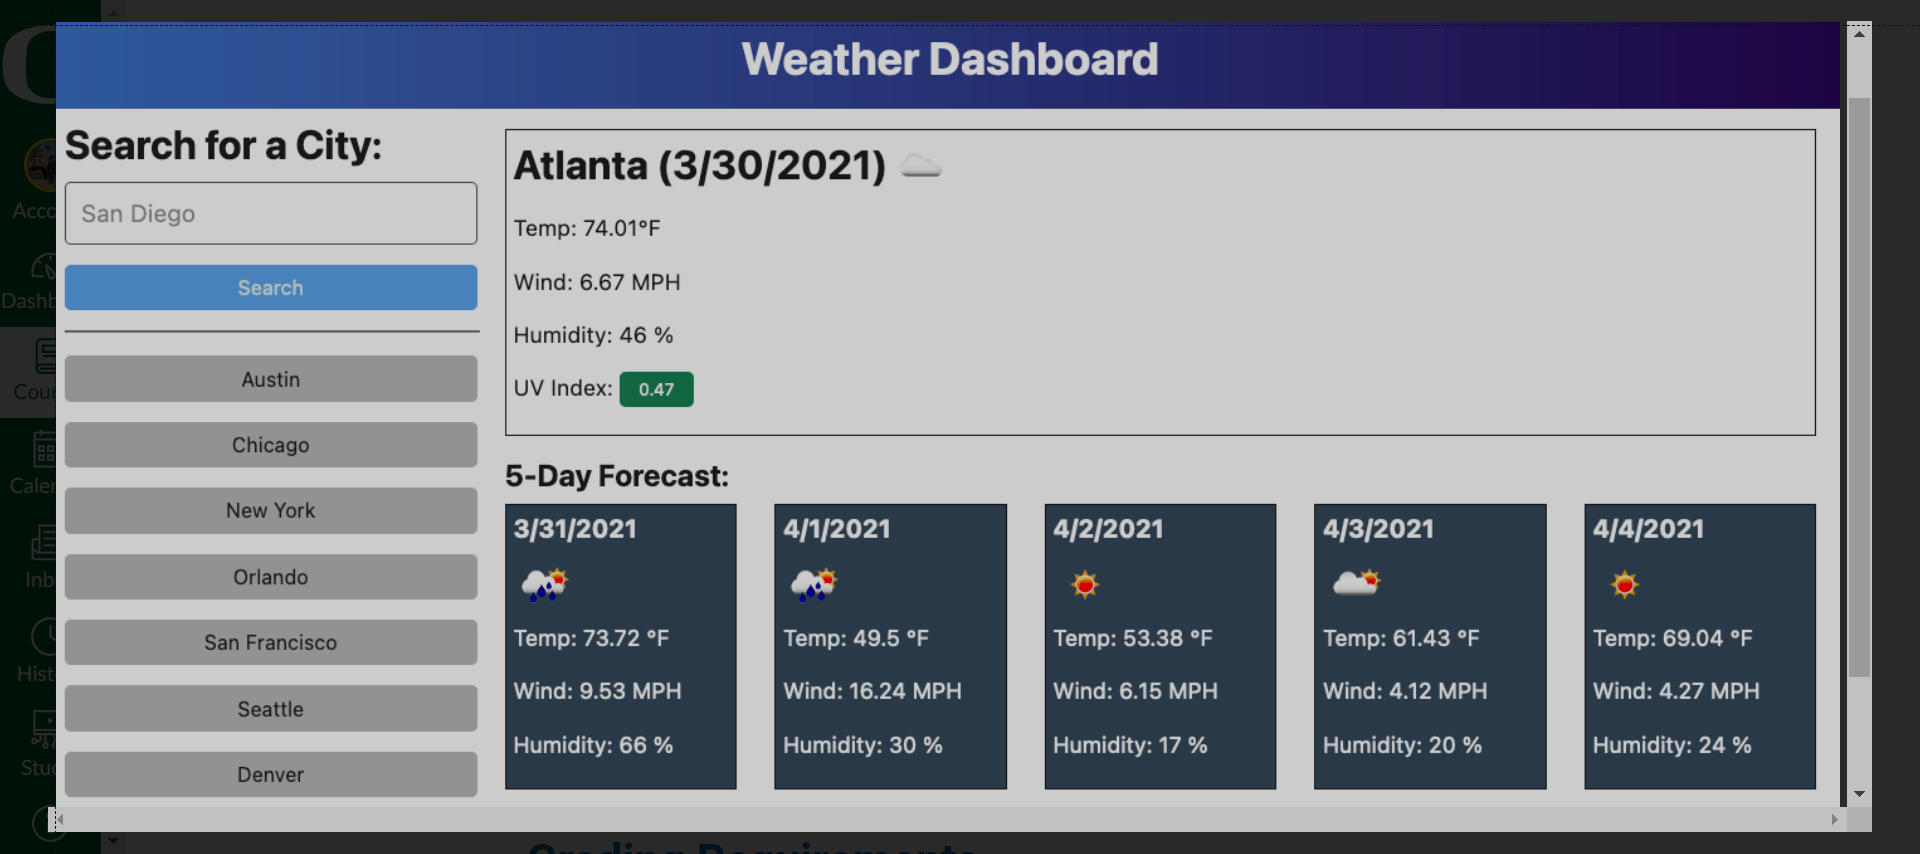 Weather Dashboard
Search for a City:
San Diego
Search
Austin
Chicago
New York
Orlando
San Francisco
Seattle
Denver
Atlanta (3/30/2021)
Temp: 74.01°F
Wind: 6.67 MPH
Humidity: 46 %
UV Index: 0.47
5-Day Forecast:
3/31/2021
Temp: 73.72 °F
Wind: 9.53 MPH
Humidity: 66 %
4/1/2021
Temp: 49.5 °F
Wind: 16.24 MPH
Humidity: 30 %
4/2/2021
Temp: 53.38 °F
Wind: 6.15 MPH
Humidity: 17 %
4/3/2021
Temp: 61.43 °F
Wind: 4.12 MPH
Humidity: 20 %
4/4/2021
Temp: 69.04 °F
Wind: 4.27 MPH
Humidity: 24 %
Acco
Dashb
Cour
Caler
Inb
Hist
Stu